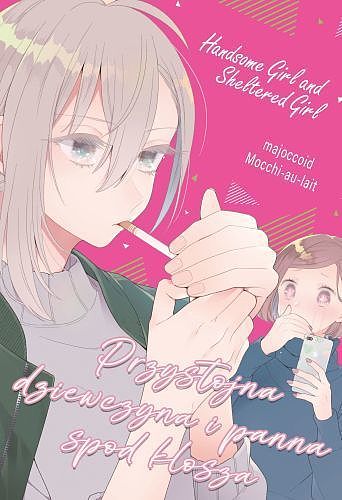 Handsome Girl and
Sheltered Girl
majoccoid
Mocchi-au-lait
Przystojna
dziewczyna i panna
spod klosza